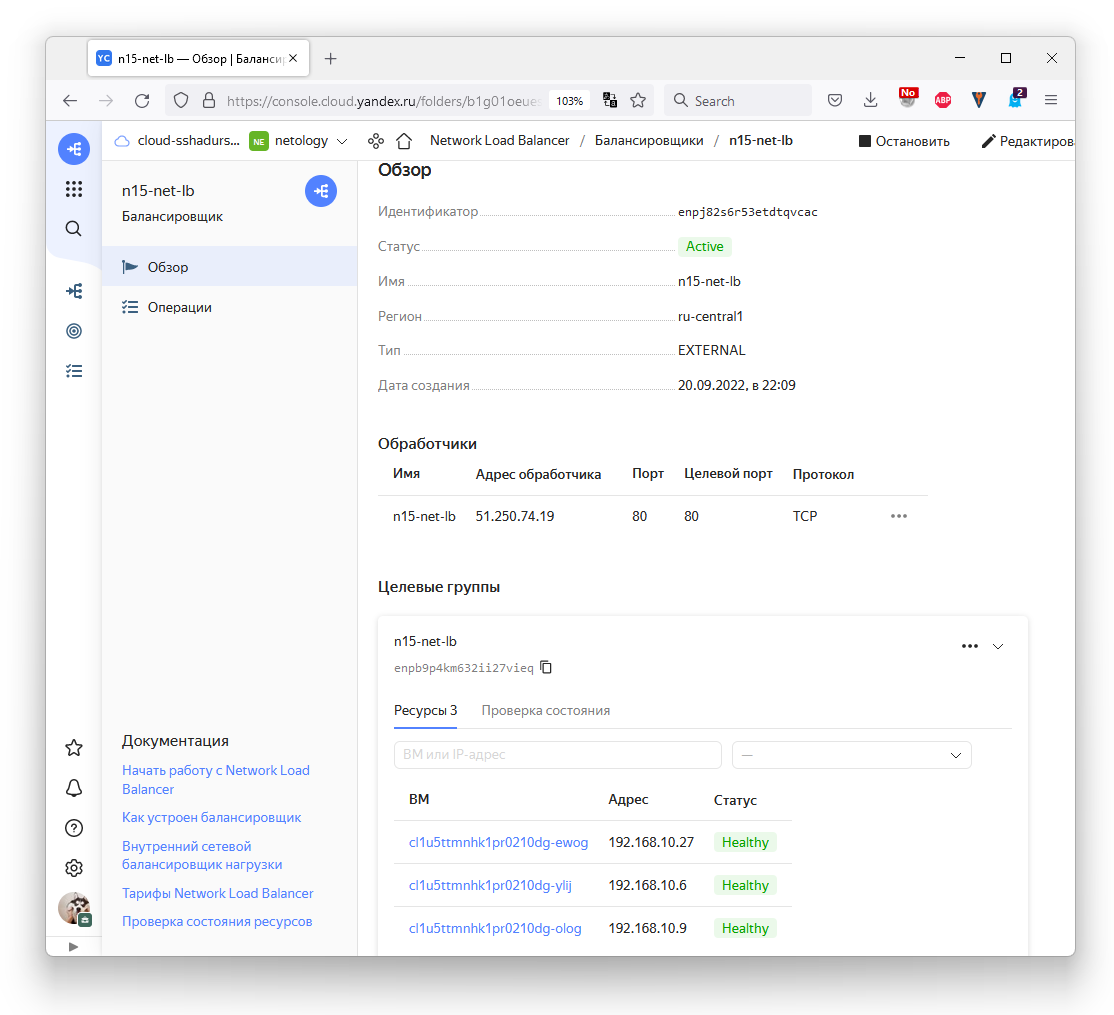 YC n15-net-lb — Обзор | Балансир
https://console.cloud.yandex.ru/folders/b1g01oeues 103% Search No ABP 2
cloud-sshadurs... NE netology Network Load Balancer / Балансировщики / n15-net-lb Остановить Редактирова
n15-net-lb
Балансировщик
Обзор
Операции
Документация
Начать работу с Network Load
Balancer
Как устроен балансировщик
Внутренний сетевой
балансировщик нагрузки
Тарифы Network Load Balancer
Проверка состояния ресурсов
Обзор
Идентификатор enpj82s6r53etdtqvcac
Статус Active
Имя n15-net-lb
Регион ru-central1
Тип EXTERNAL
Дата создания 20.09.2022, в 22:09
Обработчики
Имя Адрес обработчика Порт Целевой порт Протокол
n15-net-lb 51.250.74.19 80 80 TCP
Целевые группы
n15-net-lb
enpb9p4km632ii27vieq
Ресурсы 3 Проверка состояния
ВМ или IP-адрес —
ВМ Адрес Статус
cl1u5ttmnhk1pr0210dg-ewog 192.168.10.27 Healthy
cl1u5ttmnhk1pr0210dg-ylij 192.168.10.6 Healthy
cl1u5ttmnhk1pr0210dg-olog 192.168.10.9 Healthy